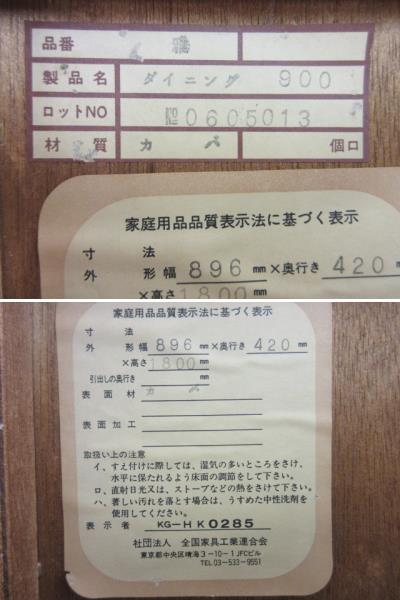 品番 雅
製品名 ダイニング 900
ロットNO № 0605013
材質 カバ 個口
家庭用品品質表示法に基づく表示
寸法
外形幅 896 mm ×奥行き 420 mm
×高さ 1800 mm
家庭用品品質表示法に基づく表示
寸法
外形幅 896 mm ×奥行き 420 mm
×高さ 1800 mm
引出しの奥行き mm
表面材 カバ
表面加工
取扱い上の注意
イ、すえ付けに際しては、湿気の多いところをさけ、
水平に保たれるよう床面の調節をして下さい。
ロ、直射日光又は、ストーブなどの熱をさけて下さい。
ハ、著しい汚れを落とす場合は、うすめた中性洗剤を
使用してください。
表示者 KG-HK0285
社団法人 全国家具工業連合会
東京都中央区晴海3-10-1 JFCビル
TEL 03-533-9551